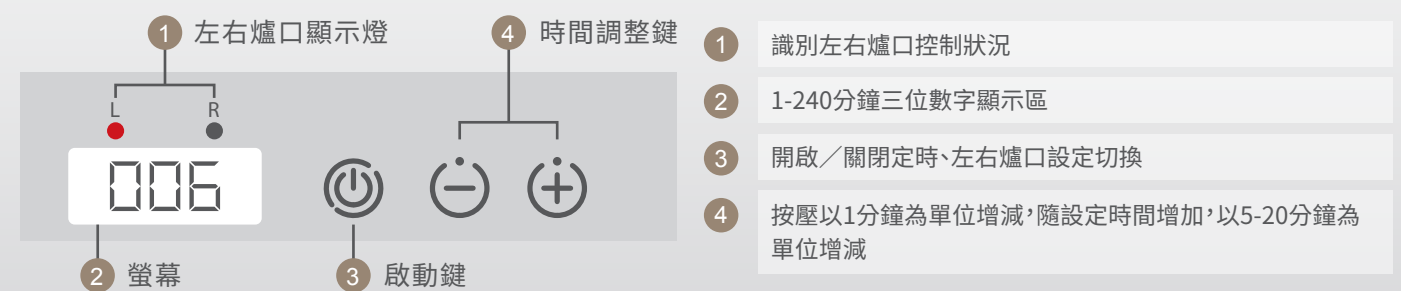 1 左右爐口顯示燈
4 時間調整鍵
L R
006
2 螢幕
3 啟動鍵
1 識別左右爐口控制狀況
2 1-240分鐘三位數字顯示區
3 開啟／關閉定時、左右爐口設定切換
4 按壓以1分鐘為單位增減，隨設定時間增加，以5-20分鐘為
單位增減